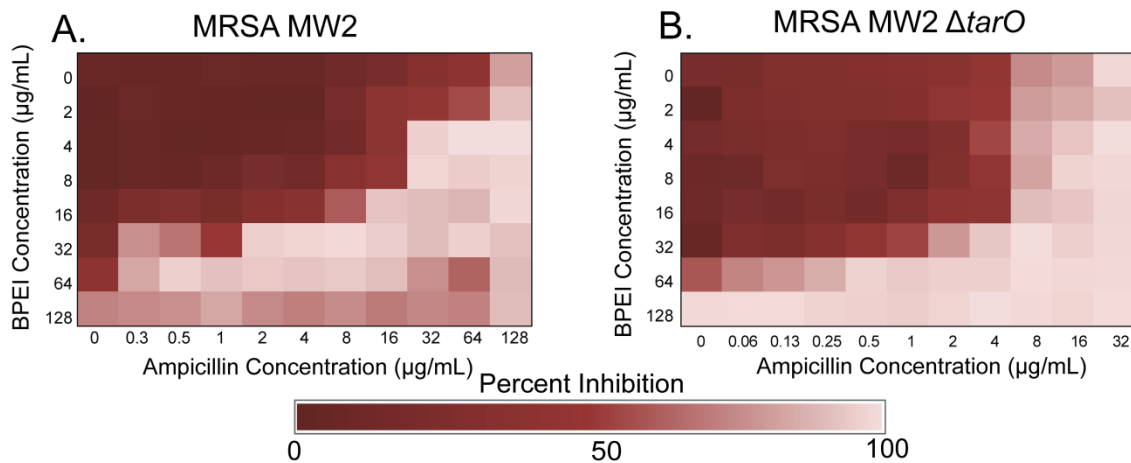 A. MRSA MW2
BPEI Concentration (µg/mL)
0
2
4
8
16
32
64
128
0 0.3 0.5 1 2 4 8 16 32 64 128
Ampicillin Concentration (µg/mL)
B. MRSA MW2 ΔtarO
BPEI Concentration (µg/mL)
0
2
4
8
16
32
64
128
0 0.06 0.13 0.25 0.5 1 2 4 8 16 32
Ampicillin Concentration (µg/mL)
Percent Inhibition
0 50 100